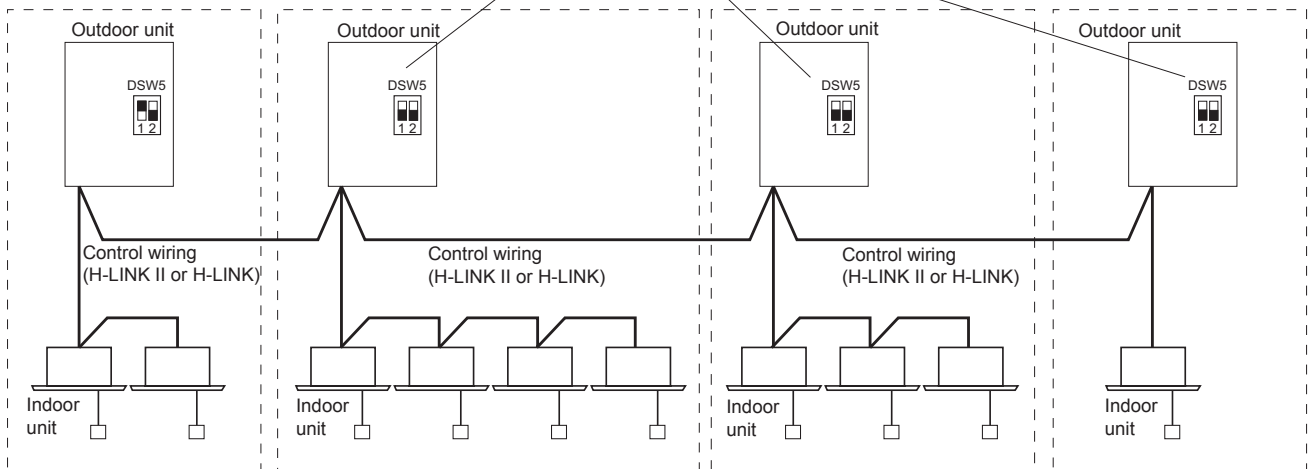 Outdoor unit
Outdoor unit
Outdoor unit
Outdoor unit
DSW5
DSW5
DSW5
DSW5
1 2
1 2
1 2
1 2
Control wiring
(H-LINK II or H-LINK)
Control wiring
(H-LINK II or H-LINK)
Control wiring
(H-LINK II or H-LINK)
Indoor
unit
Indoor
unit
Indoor
unit
Indoor
unit